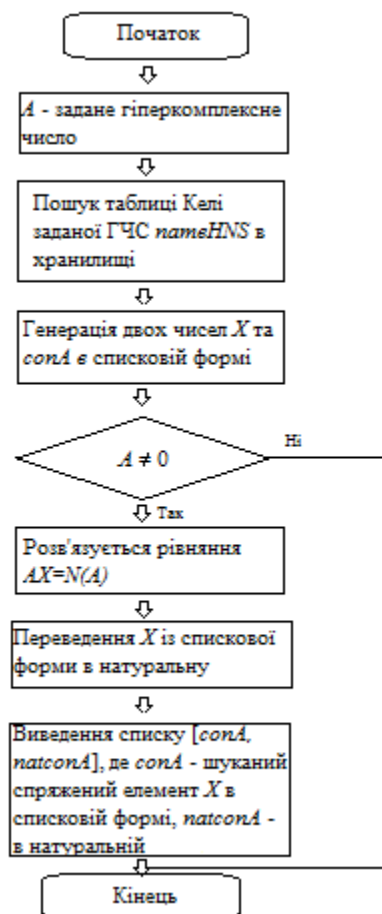 Початок
A - задане гіперкомплексне
число
Пошук таблиці Келі
заданої ГЧС nameHNS в
хранилищі
Генерація двох чисел X та
conA в списковій формі
A ≠ 0
Ні
Так
Розв'язується рівняння
AX=N(A)
Переведення X із спискової
форми в натуральну
Виведення списку [conA,
natconA], де conA - шуканий
спряжений елемент X в
списковій формі, natconA -
в натуральній
Кінець